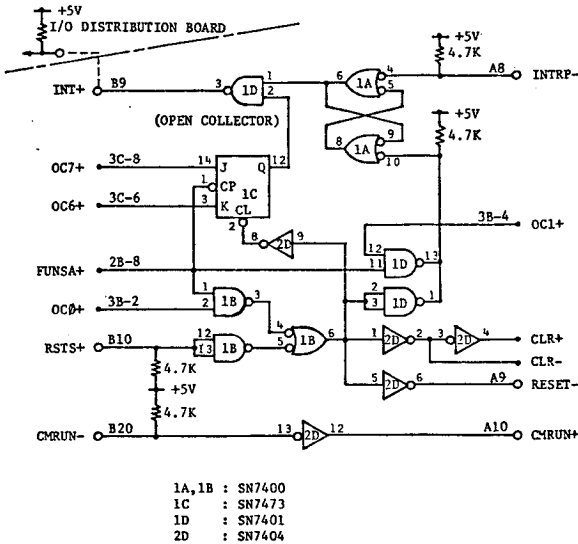 +5V
I/O DISTRIBUTION BOARD
+5V
4.7K
INT+ B9 3 1D 1 2
6 1A 4 5
A8 INTRP-
(OPEN COLLECTOR)
+5V
4.7K
8 1A 9 10
OC7+ 3C-8 14 J Q 12
1 CP 1C
OC6+ 3C-6 3 K
CL
2
8 2D 9
3B-4 OC1+
12
11 1D 13
FUNSA+ 2B-8
2
3 1D 1
1
2 1B 3
OCØ+ 3B-2
4
5 1B 6
RSTS+ B10 12
13 1B
1 2D 2 3 2D 4 CLR+
CLR-
4.7K
+5V
5 2D 6 A9 RESET-
4.7K
CMRUN- B20 13 2D 12 A10 CMRUN+
1A,1B : SN7400
1C : SN7473
1D : SN7401
2D : SN7404